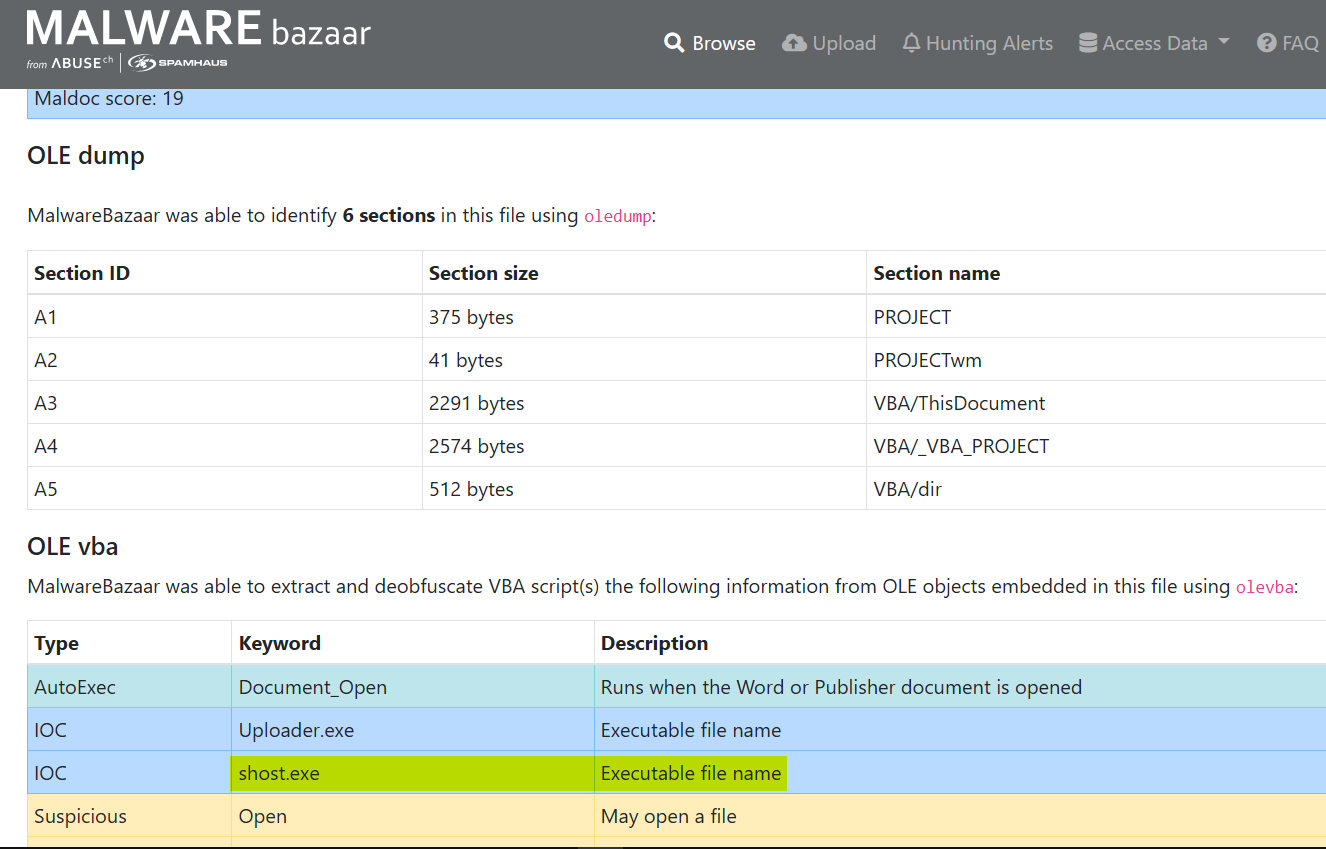 MALWARE bazaar
from ABUSE ch | SPAMHAUS
Browse Upload Hunting Alerts Access Data FAQ
Maldoc score: 19
OLE dump
MalwareBazaar was able to identify 6 sections in this file using oledump:
Section ID Section size Section name
A1 375 bytes PROJECT
A2 41 bytes PROJECTwm
A3 2291 bytes VBA/ThisDocument
A4 2574 bytes VBA/_VBA_PROJECT
A5 512 bytes VBA/dir
OLE vba
MalwareBazaar was able to extract and deobfuscate VBA script(s) the following information from OLE objects embedded in this file using olevba:
Type Keyword Description
AutoExec Document_Open Runs when the Word or Publisher document is opened
IOC Uploader.exe Executable file name
IOC shost.exe Executable file name
Suspicious Open May open a file